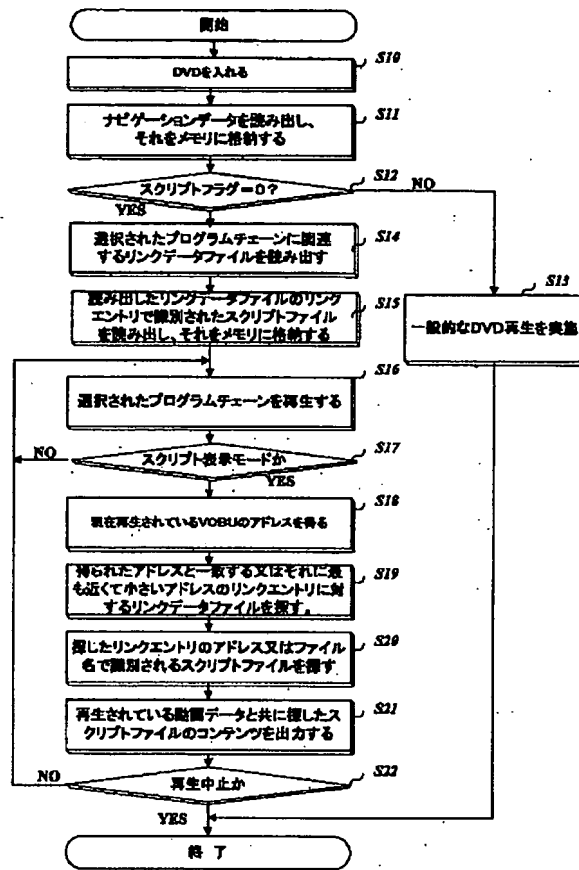 開始
S10
DVDを入れる
S11
ナビゲーションデータを読み出し、
それをメモリに格納する
S12
スクリプトフラグ=0?
NO
YES
S14
選択されたプログラムチェーンに関連
するリンクデータファイルを読み出す
S13
一般的なDVD再生を実施
S15
読み出したリンクデータファイルのリンク
エントリで識別されたスクリプトファイル
を読み出し、それをメモリに格納する
S16
選択されたプログラムチェーンを再生する
S17
NO
スクリプト表示モードか
YES
S18
現在再生されているVOBUのアドレスを得る
S19
得られたアドレスと一致する又はそれに最
も近くて小さいアドレスのリンクエントリに対
するリンクデータファイルを探す。
S20
探したリンクエントリのアドレス又はファイル
名で識別されるスクリプトファイルを探す
S21
再生されている動画データと共に探したス
クリプトファイルのコンテンツを出力する
S22
NO
再生中止か
YES
終了